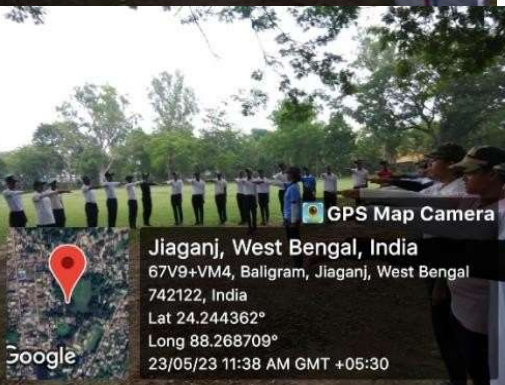 GPS Map Camera
Jiaganj, West Bengal, India
67V9+VM4, Baligram, Jiaganj, West Bengal
742122, India
Lat 24.244362°
Long 88.268709°
23/05/23 11:38 AM GMT +05:30
Google